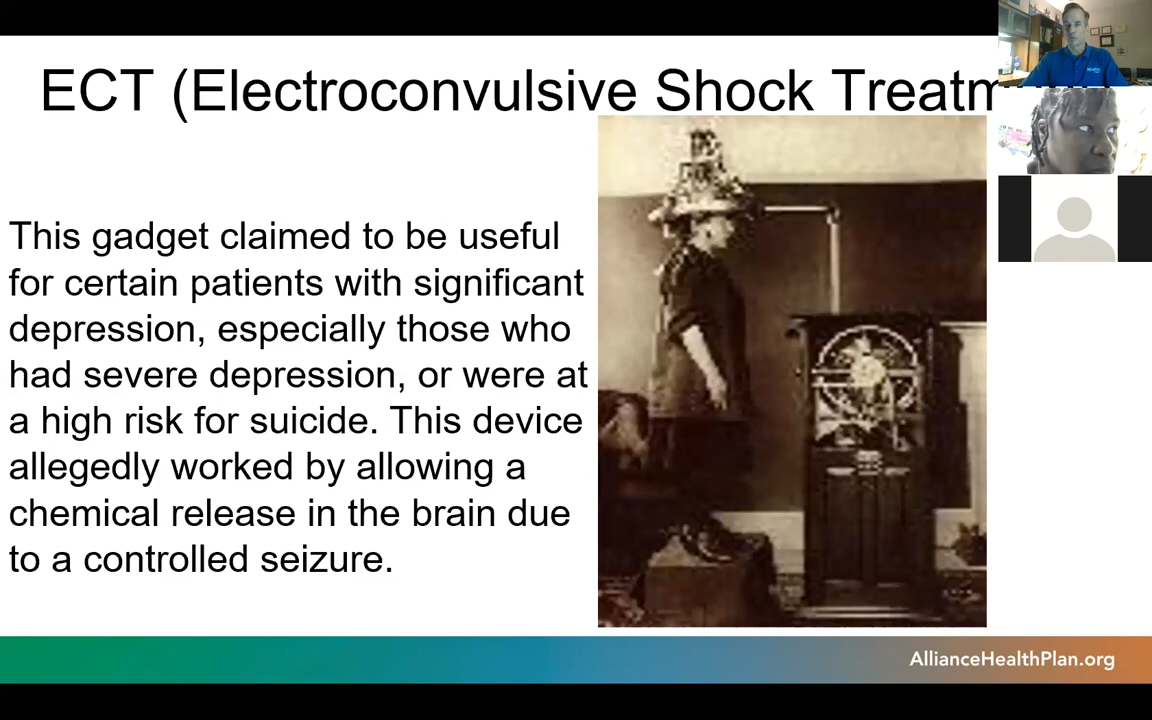 ECT (Electroconvulsive Shock
This gadget claimed to be useful
for certain patients with significant
depression, especially those who
had severe depression, or were at
a high risk for suicide. This device
allegedly worked by allowing a
chemical release in the brain due
to a controlled seizure.
AllianceHealthPlan.org